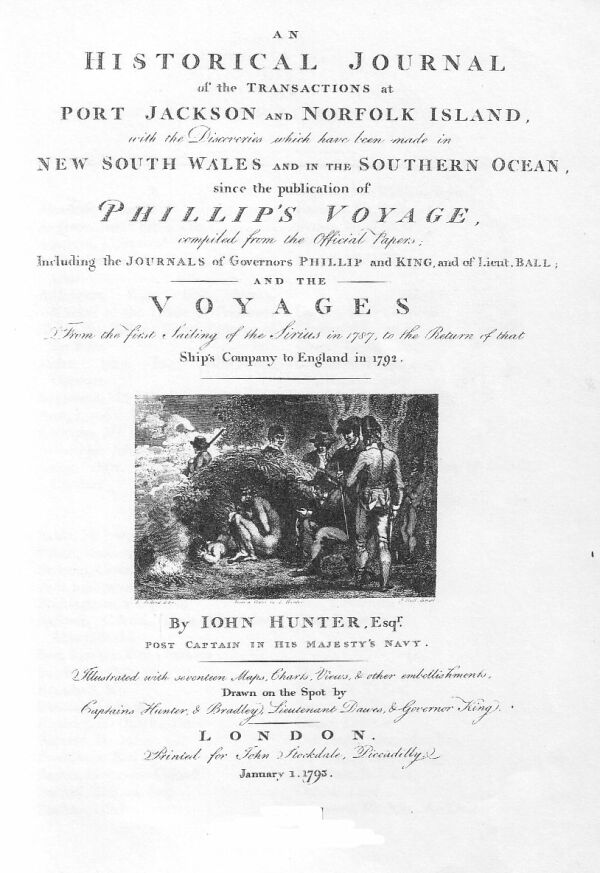 AN
HISTORICAL JOURNAL
of the TRANSACTIONS at
PORT JACKSON AND NORFOLK ISLAND,
with the Discoveries which have been made in
NEW SOUTH WALES AND IN THE SOUTHERN OCEAN,
since the publication of
PHILLIP'S VOYAGE,
compiled from the Official Papers;
Including the JOURNALS of Governors PHILLIP and KING, and of Lieut. BALL;
AND THE
VOYAGES
From the first Sailing of the Sirius in 1787, to the Return of that
Ship's Company to England in 1792.
By IOHN HUNTER, Esqr.
POST CAPTAIN IN HIS MAJESTY'S NAVY.
Illustrated with seventeen Maps, Charts, Views, & other embellishments,
Drawn on the Spot by
Captains Hunter, & Bradley, Lieutenant Dawes, & Governor King.
LONDON.
Printed for John Stockdale, Piccadilly,
January 1. 1793.